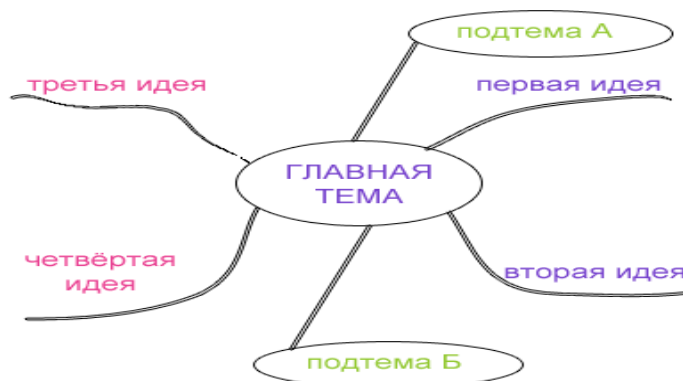 подтема А
третья идея
первая идея
ГЛАВНАЯ
ТЕМА
четвёртая
идея
вторая идея
подтема Б